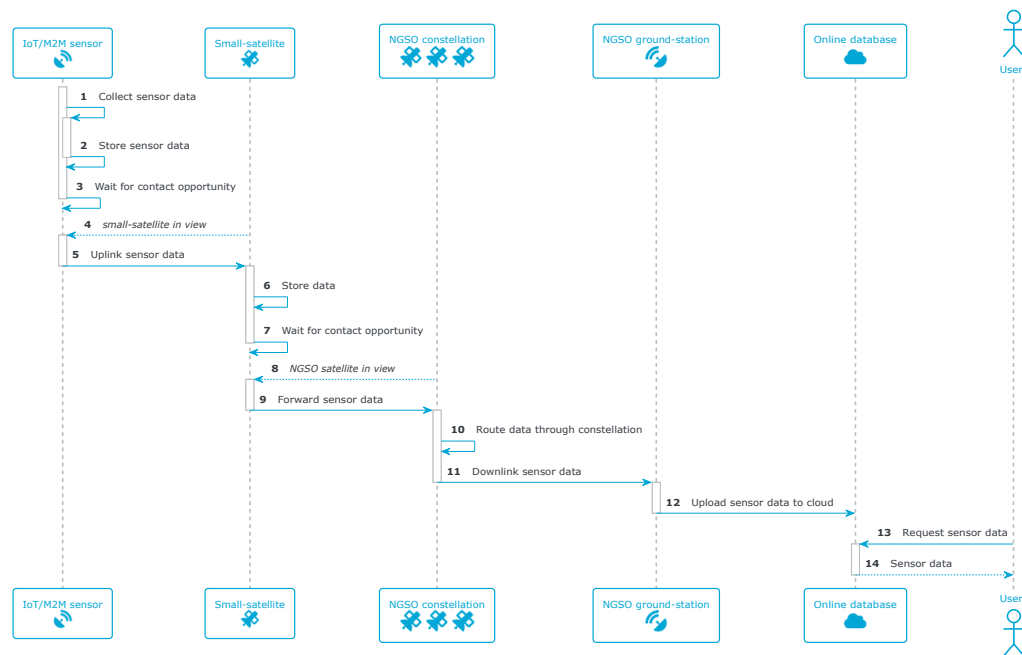 IoT/M2M sensor
Small-satellite
NGSO constellation
NGSO ground-station
Online database
User
1 Collect sensor data
2 Store sensor data
3 Wait for contact opportunity
4 small-satellite in view
5 Uplink sensor data
6 Store data
7 Wait for contact opportunity
8 NGSO satellite in view
9 Forward sensor data
10 Route data through constellation
11 Downlink sensor data
12 Upload sensor data to cloud
13 Request sensor data
14 Sensor data
IoT/M2M sensor
Small-satellite
NGSO constellation
NGSO ground-station
Online database
User